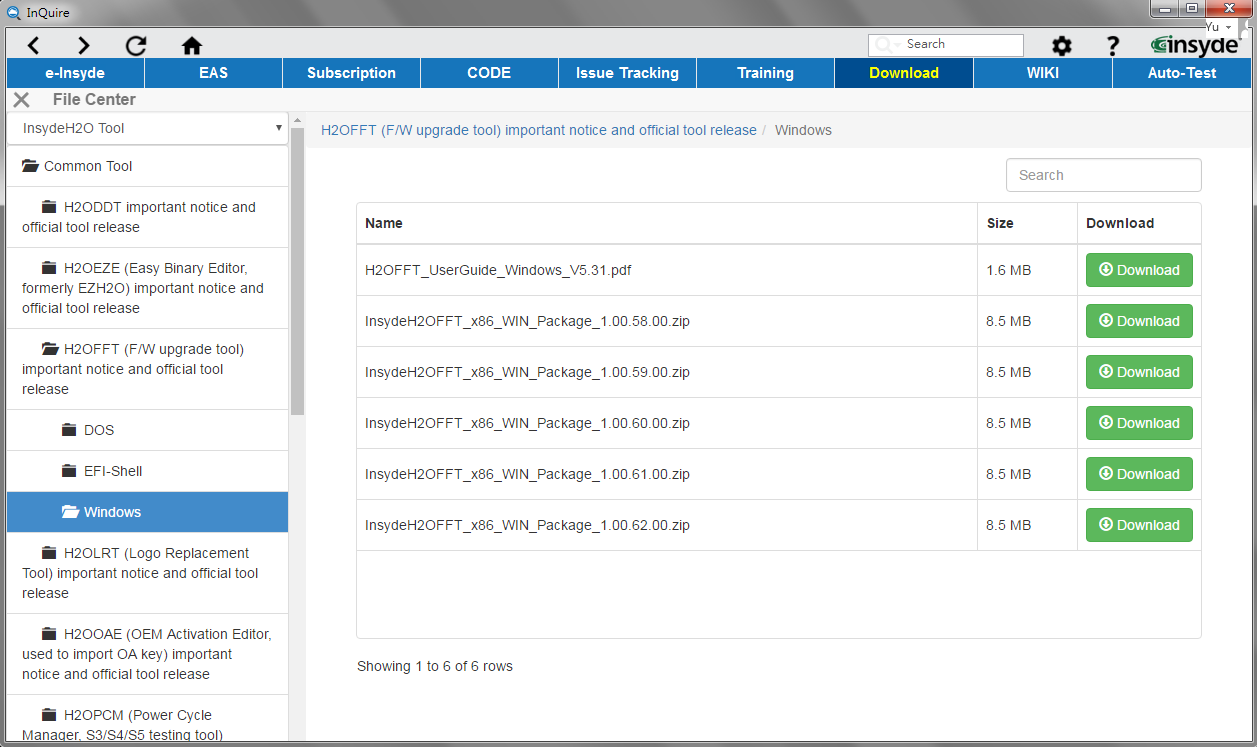 InQuire
Yu
Search
?
insyde
e-Insyde
EAS
Subscription
CODE
Issue Tracking
Training
Download
WIKI
Auto-Test
File Center
InsydeH2O Tool
Common Tool
H2ODDT important notice and
official tool release
H2OEZE (Easy Binary Editor,
formerly EZH2O) important notice and
official tool release
H2OFFT (F/W upgrade tool)
important notice and official tool
release
DOS
EFI-Shell
Windows
H2OLRT (Logo Replacement
Tool) important notice and official tool
release
H2OOAE (OEM Activation Editor,
used to import OA key) important
notice and official tool release
H2OPCM (Power Cycle
Manager, S3/S4/S5 testing tool)
H2OFFT (F/W upgrade tool) important notice and official tool release / Windows
Search
Name Size Download
H2OFFT_UserGuide_Windows_V5.31.pdf 1.6 MB Download
InsydeH2OFFT_x86_WIN_Package_1.00.58.00.zip 8.5 MB Download
InsydeH2OFFT_x86_WIN_Package_1.00.59.00.zip 8.5 MB Download
InsydeH2OFFT_x86_WIN_Package_1.00.60.00.zip 8.5 MB Download
InsydeH2OFFT_x86_WIN_Package_1.00.61.00.zip 8.5 MB Download
InsydeH2OFFT_x86_WIN_Package_1.00.62.00.zip 8.5 MB Download
Showing 1 to 6 of 6 rows